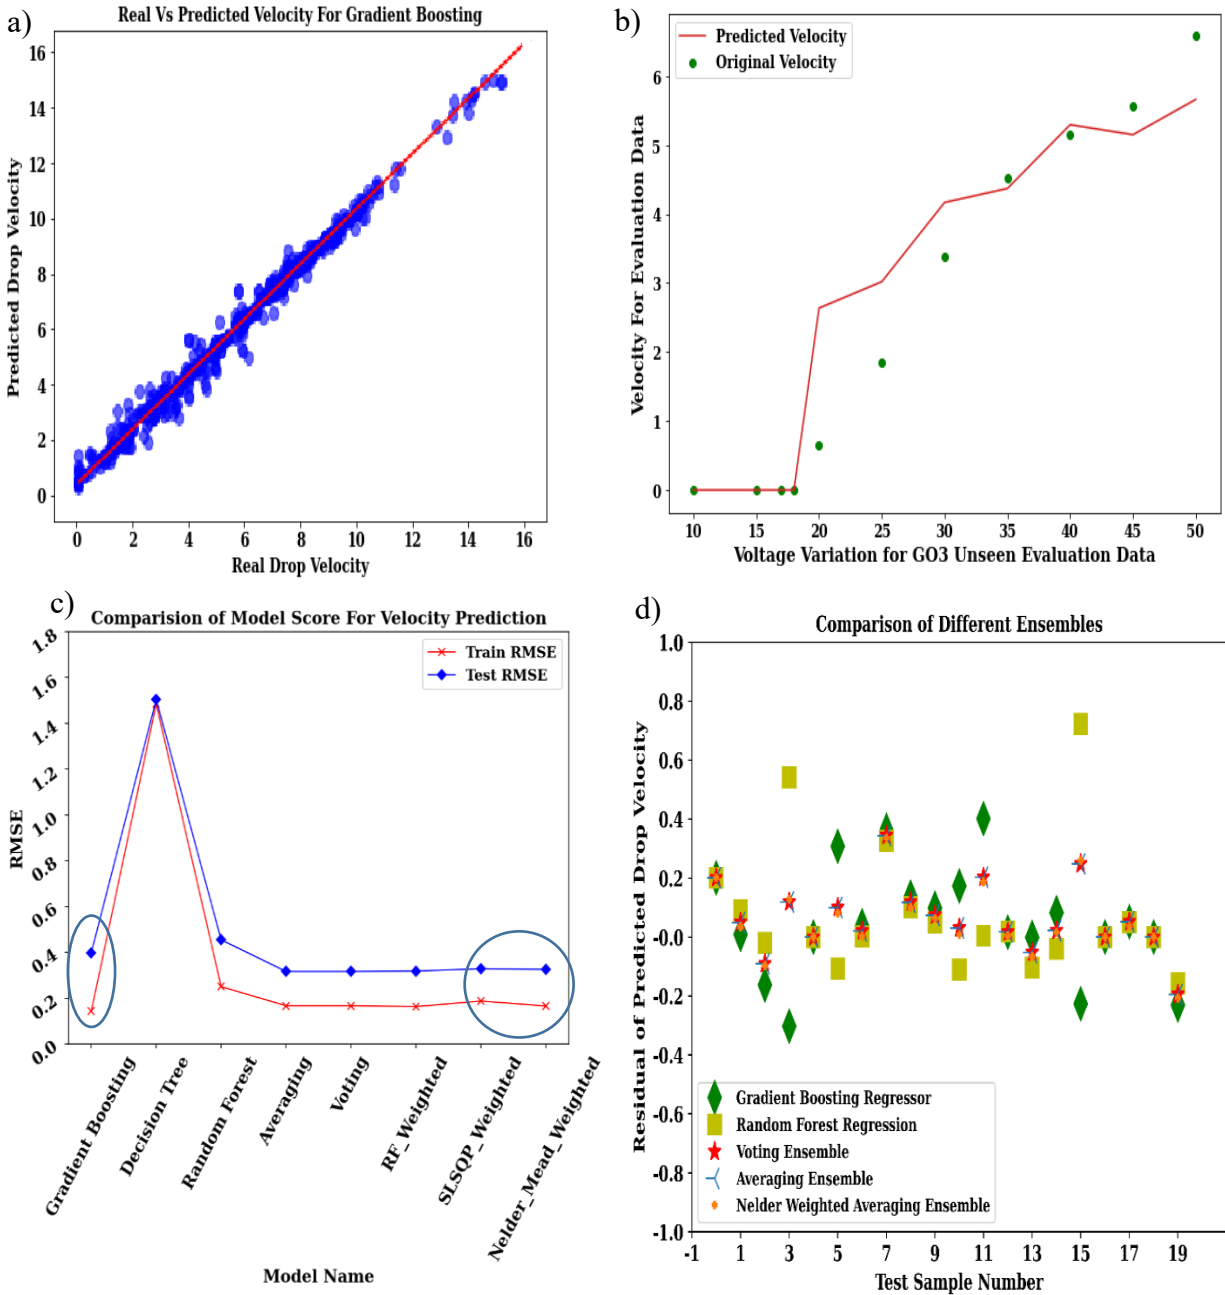 a)
Real Vs Predicted Velocity For Gradient Boosting
16
14
12
10
8
6
4
2
0
Predicted Drop Velocity
0 2 4 6 8 10 12 14 16
Real Drop Velocity
b)
Predicted Velocity
Original Velocity
6
5
4
3
2
1
0
Velocity For Evaluation Data
10 15 20 25 30 35 40 45 50
Voltage Variation for GO3 Unseen Evaluation Data
c)
Comparision of Model Score For Velocity Prediction
Train RMSE
Test RMSE
1.8
1.6
1.4
1.2
1.0
0.8
0.6
0.4
0.2
0.0
RMSE
Gradient Boosting
Decision Tree
Random Forest
Averaging
Voting
RF_Weighted
SLSQP_Weighted
Nelder_Mead_Weighted
Model Name
d)
Comparison of Different Ensembles
1.0
0.8
0.6
0.4
0.2
-0.0
-0.2
-0.4
-0.6
-0.8
-1.0
Residual of Predicted Drop Velocity
Gradient Boosting Regressor
Random Forest Regression
Voting Ensemble
Averaging Ensemble
Nelder Weighted Averaging Ensemble
-1 1 3 5 7 9 11 13 15 17 19
Test Sample Number